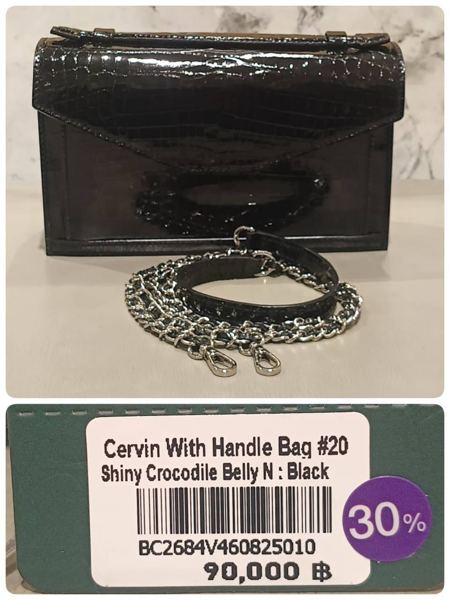 Cervin With Handle Bag #20
Shiny Crocodile Belly N : Black
30%
BC2684V460825010
90,000 ฿